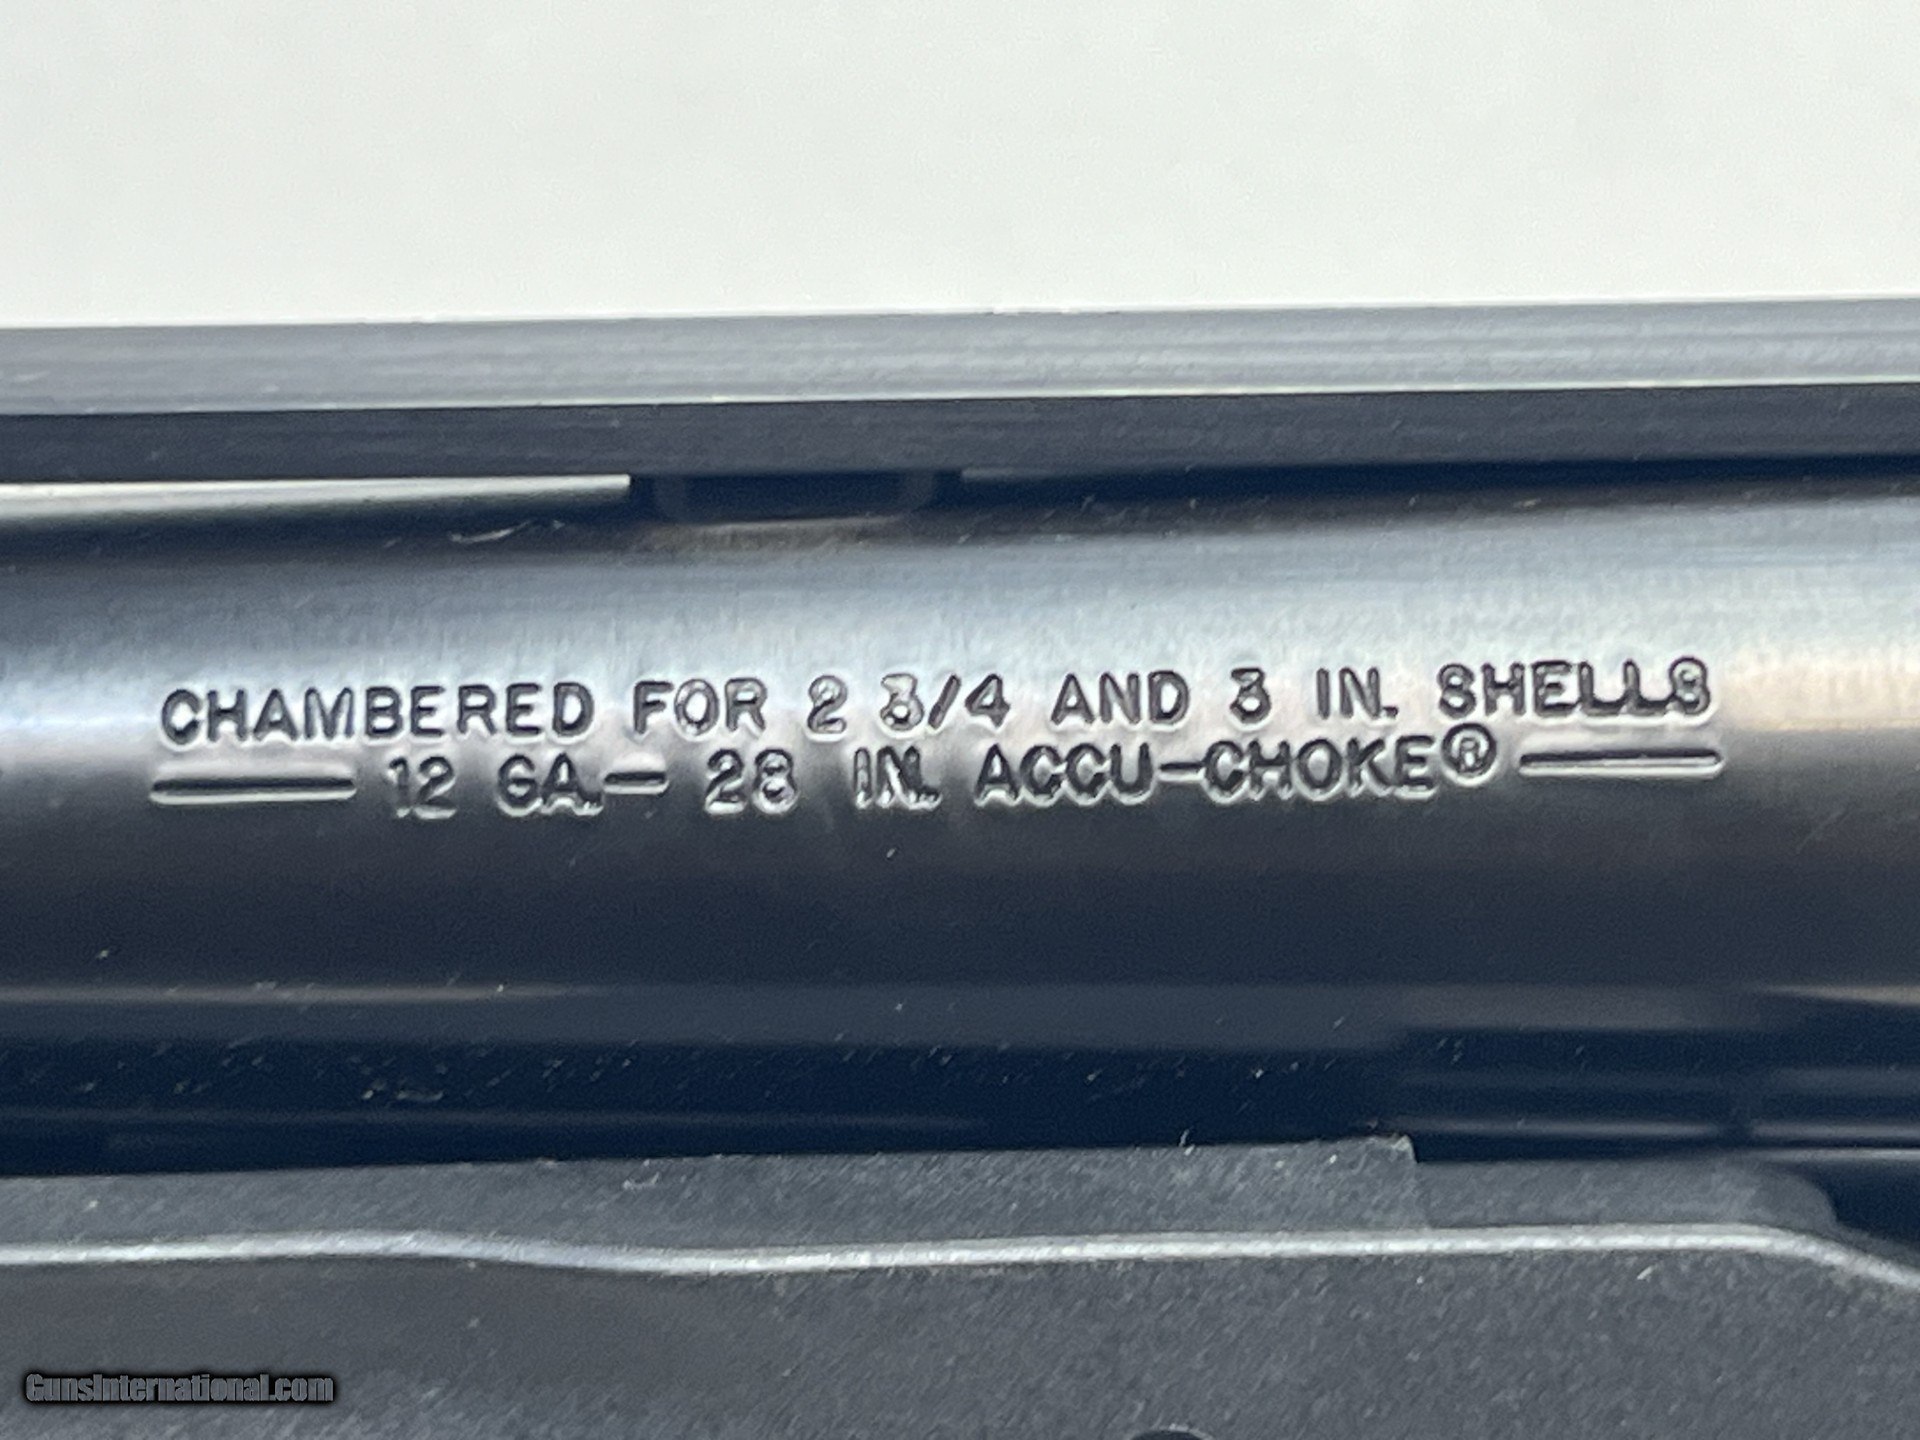 CHAMBERED FOR 2 3/4 AND 3 IN. SHELLS
12 GA.- 28 IN. ACCU-CHOKE®
GunsInternational.com